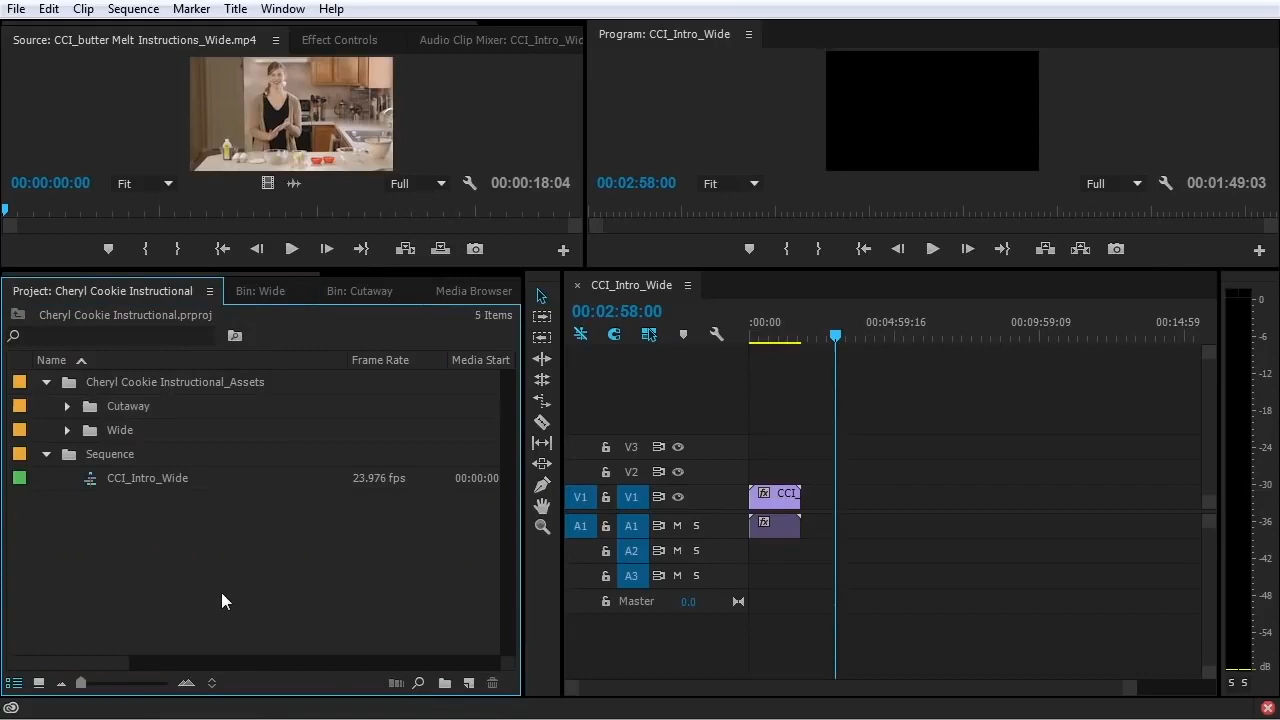 File Edit Clip Sequence Marker Title Window Help
Source: CCI_butter Melt Instructions_Wide.mp4 Effect Controls Audio Clip Mixer: CCI_Intro_Wid
Program: CCI_Intro_Wide
00:00:00:00 Fit Full 00:00:18:04
00:02:58:00 Fit Full 00:01:49:03
Project: Cheryl Cookie Instructional Bin: Wide Bin: Cutaway Media Browser
Cheryl Cookie Instructional.prproj 5 Items
Name Frame Rate Media Start
Cheryl Cookie Instructional_Assets
Cutaway
Wide
Sequence
CCI_Intro_Wide 23.976 fps 00:00:00
× CCI_Intro_Wide
00:02:58:00
:00:00 00:04:59:16 00:09:59:09 00:14:59
V3
V2
V1 V1 fx CCI_
A1 A1 M S fx
A2 M S
A3 M S
Master 0.0
0
-6
-12
-18
-24
-30
-36
-42
-48
-54
dB
S S